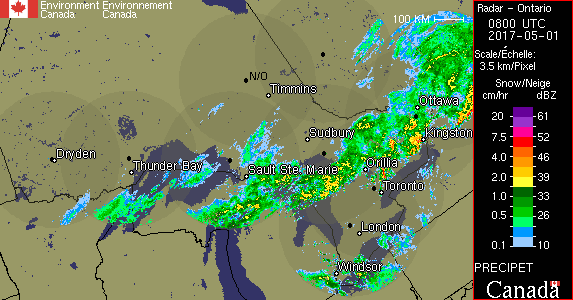 Environment Environnement
Canada Canada
100 KM
Radar - Ontario
0800 UTC
2017-05-01
Scale/Échelle:
3.5 km/Pixel
Snow/Neige
cm/hr dBZ
20 61
7.5 57
5.5 52
4.0 46
2.0 39
1.0 33
0.5 26
0.1 10
N/O
Timmins
Ottawa
Sudbury
Kingston
Dryden
Thunder Bay
Sault Ste. Marie
Orillia
Toronto
London
Windsor
PRECIPET
Canada